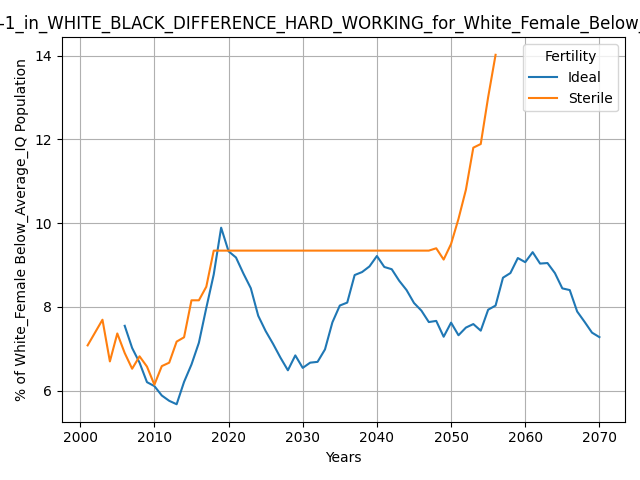 -1_in_WHITE_BLACK_DIFFERENCE_HARD_WORKING_for_White_Female_Below_
% of White_Female Below_Average_IQ Population
14
12
10
8
6
Fertility
Ideal
Sterile
2000 2010 2020 2030 2040 2050 2060 2070
Years